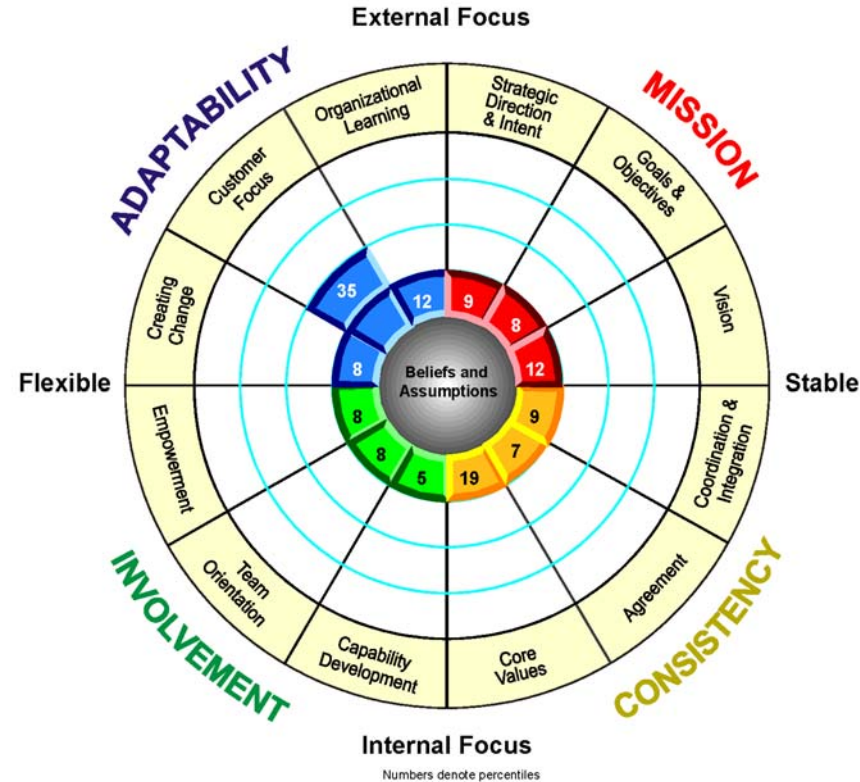 External Focus
ADAPTABILITY
MISSION
Organizational
Learning
Strategic
Direction
& Intent
Customer
Focus
Goals &
Objectives
Creating
Change
Vision
35
12
9
8
8
12
Flexible
Beliefs and
Assumptions
Stable
8
9
8
7
5
19
Empowerment
Coordination &
Integration
Team
Orientation
Agreement
Capability
Development
Core
Values
INVOLVEMENT
CONSISTENCY
Internal Focus
Numbers denote percentiles